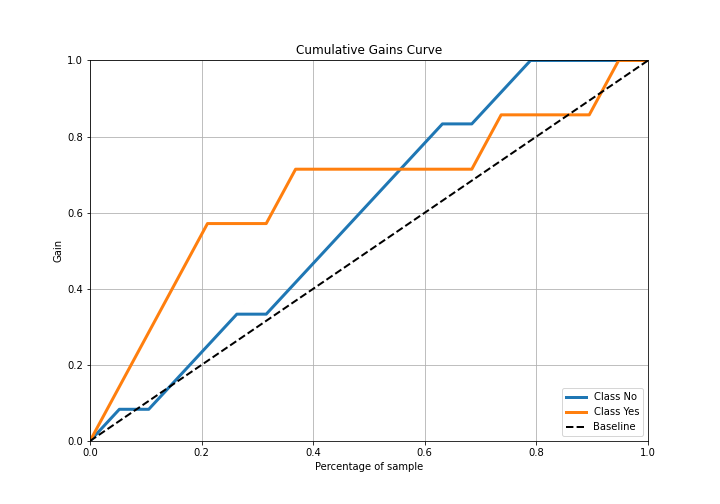 Cumulative Gains Curve
1.0
0.8
0.6
0.4
0.2
0.0
Gain
0.0 0.2 0.4 0.6 0.8 1.0
Percentage of sample
Class No
Class Yes
Baseline